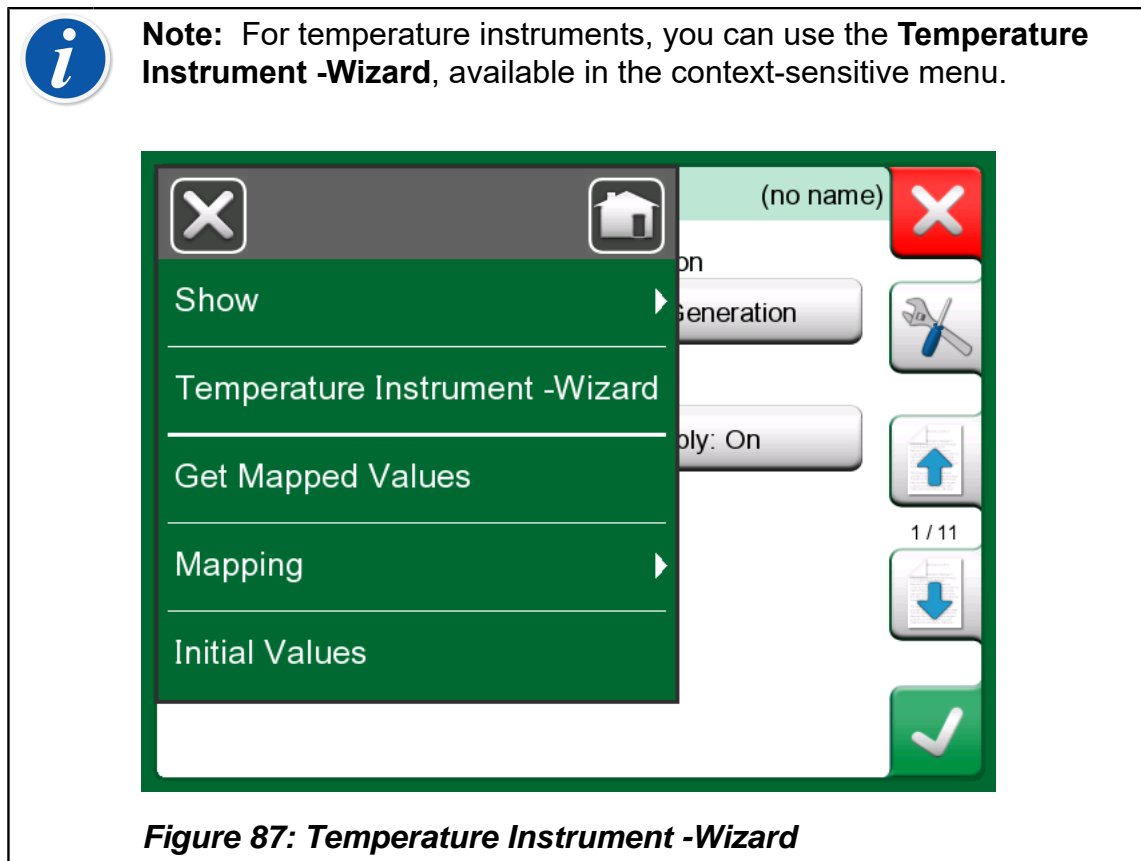 i
Note: For temperature instruments, you can use the Temperature
Instrument -Wizard, available in the context-sensitive menu.
(no name)
on
Show
Generation
Temperature Instrument -Wizard
ply: On
Get Mapped Values
1 / 11
Mapping
Initial Values
Figure 87: Temperature Instrument -Wizard